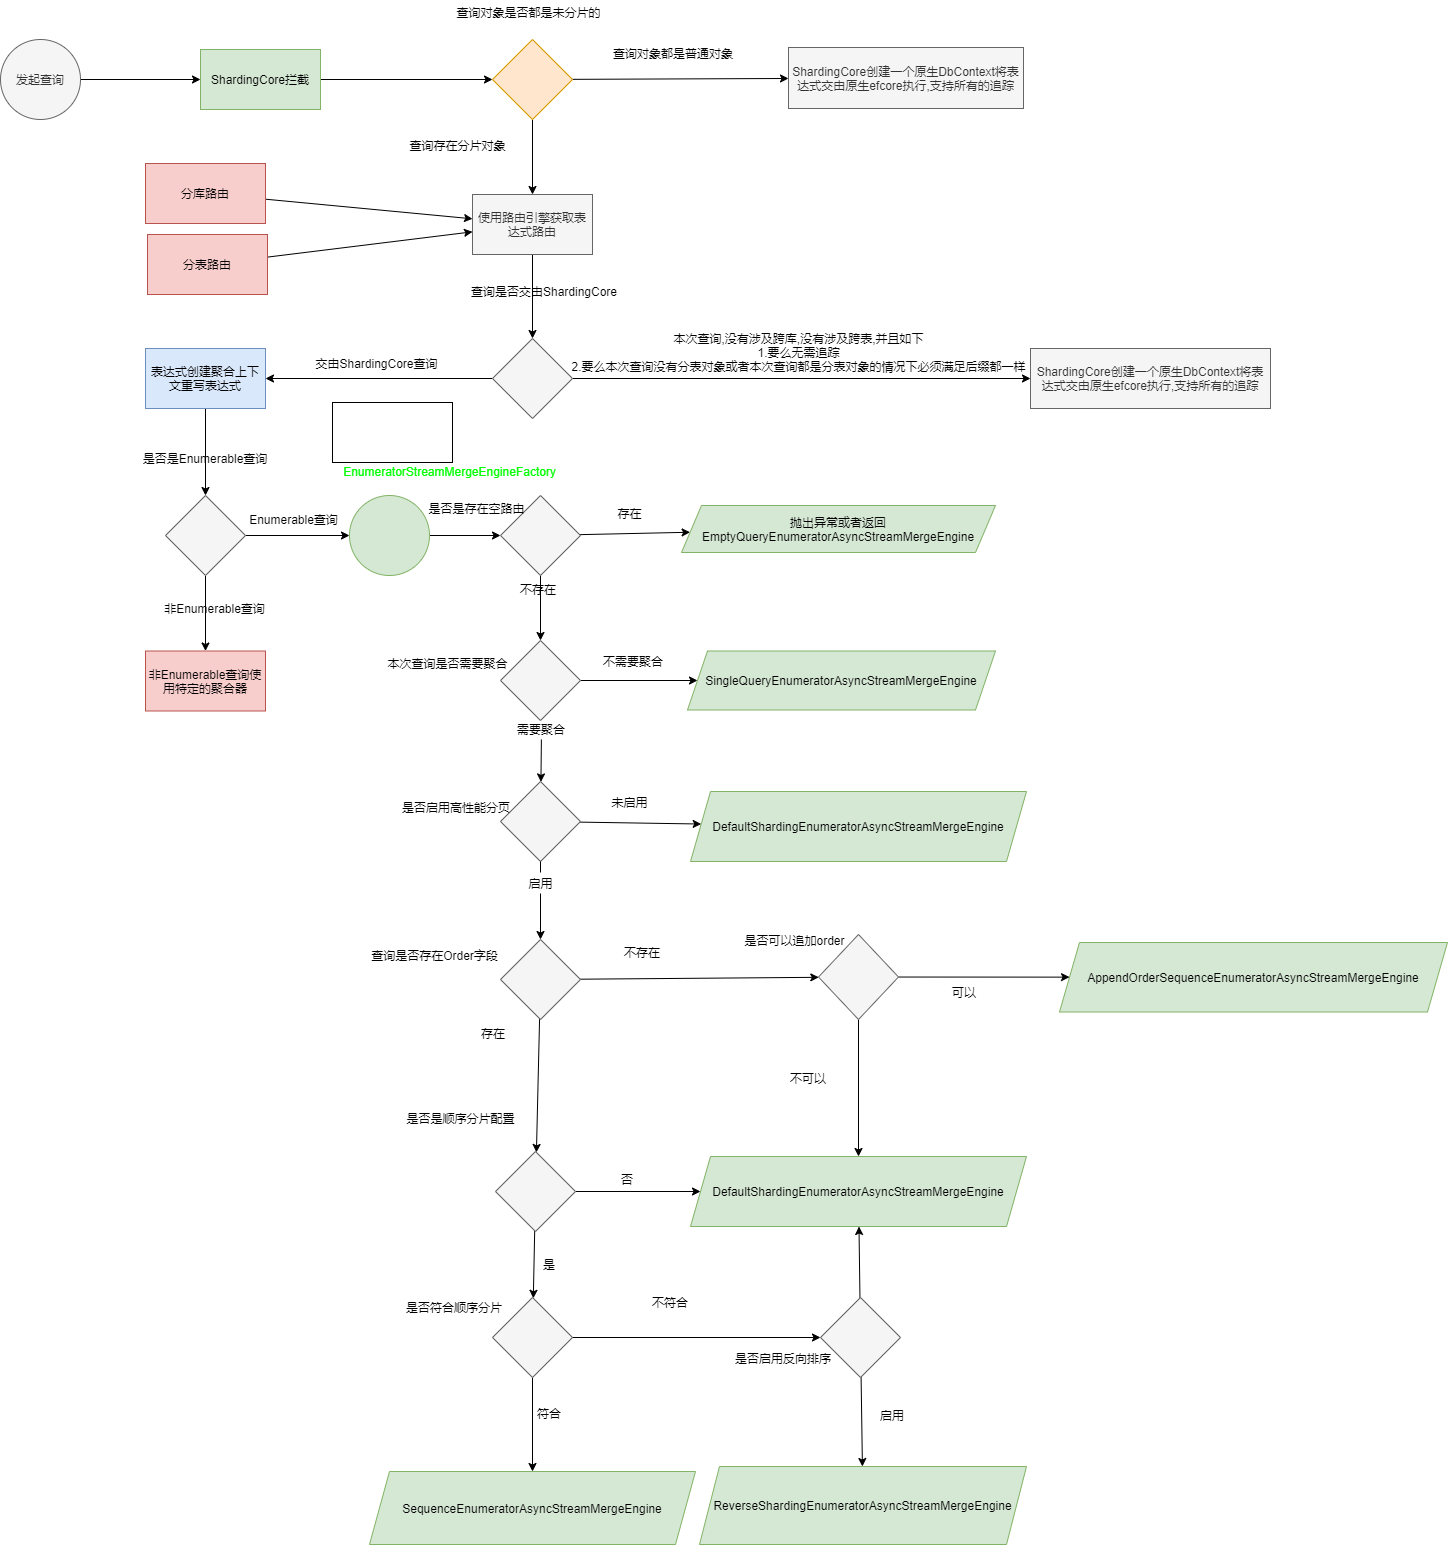 查询对象是否都是未分片的
发起查询
ShardingCore拦截
查询对象都是普通对象
ShardingCore创建一个原生DbContext将表
达式交由原生efcore执行,支持所有的追踪
查询存在分片对象
分库路由
使用路由引擎获取表
达式路由
分表路由
查询是否交由ShardingCore
本次查询,没有涉及跨库,没有涉及跨表,并且如下
1.要么无需追踪
2.要么本次查询没有分表对象或者本次查询都是分表对象的情况下必须满足后缀都一样
交由ShardingCore查询
表达式创建聚合上下
文重写表达式
ShardingCore创建一个原生DbContext将表
达式交由原生efcore执行,支持所有的追踪
是否是Enumerable查询
EnumeratorStreamMergeEngineFactory
Enumerable查询
是否是存在空路由
存在
抛出异常或者返回
EmptyQueryEnumeratorAsyncStreamMergeEngine
不存在
非Enumerable查询
非Enumerable查询使
用特定的聚合器
本次查询是否需要聚合
不需要聚合
SingleQueryEnumeratorAsyncStreamMergeEngine
需要聚合
是否启用高性能分页
未启用
DefaultShardingEnumeratorAsyncStreamMergeEngine
启用
查询是否存在Order字段
不存在
是否可以追加order
可以
AppendOrderSequenceEnumeratorAsyncStreamMergeEngine
存在
不可以
是否是顺序分片配置
否
DefaultShardingEnumeratorAsyncStreamMergeEngine
是
是否符合顺序分片
不符合
是否启用反向排序
符合
启用
SequenceEnumeratorAsyncStreamMergeEngine
ReverseShardingEnumeratorAsyncStreamMergeEngine